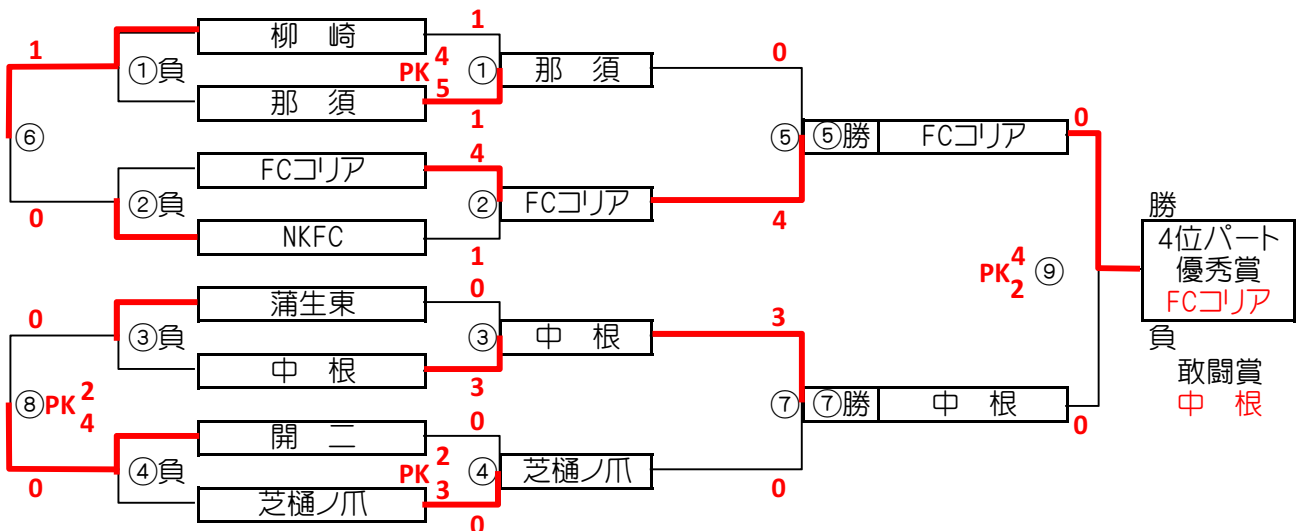 1
柳 崎
1
0
①負
PK 4
5
①
那 須
那 須
1
⑥
4
⑤
⑤勝
FCコリア
0
FCコリア
②負
②
FCコリア
0
NKFC
4
1
勝
4位パート
優秀賞
FCコリア
PK 4
2
⑨
0
蒲生東
0
3
③負
③
中 根
中 根
3
負
敢闘賞
中 根
⑧
PK 2
4
0
⑦
⑦勝
中 根
0
開 二
④負
PK 2
3
④
芝樋ノ爪
0
芝樋ノ爪
0
0